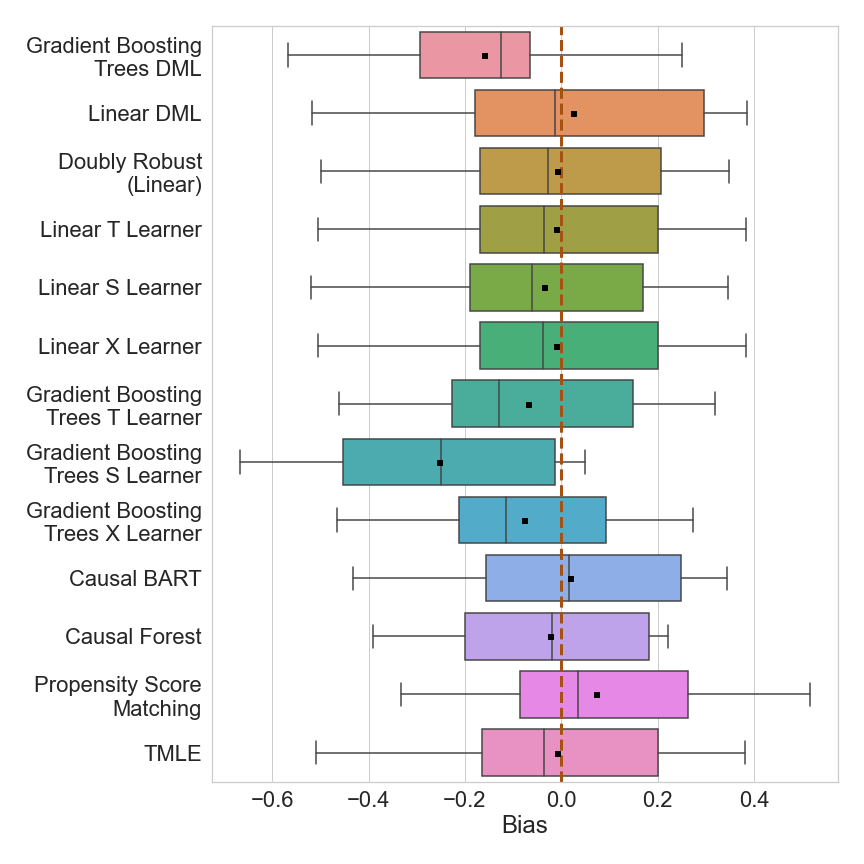 Gradient Boosting
Trees DML
Linear DML
Doubly Robust
(Linear)
Linear T Learner
Linear S Learner
Linear X Learner
Gradient Boosting
Trees T Learner
Gradient Boosting
Trees S Learner
Gradient Boosting
Trees X Learner
Causal BART
Causal Forest
Propensity Score
Matching
TMLE
−0.6 −0.4 −0.2 0.0 0.2 0.4
Bias